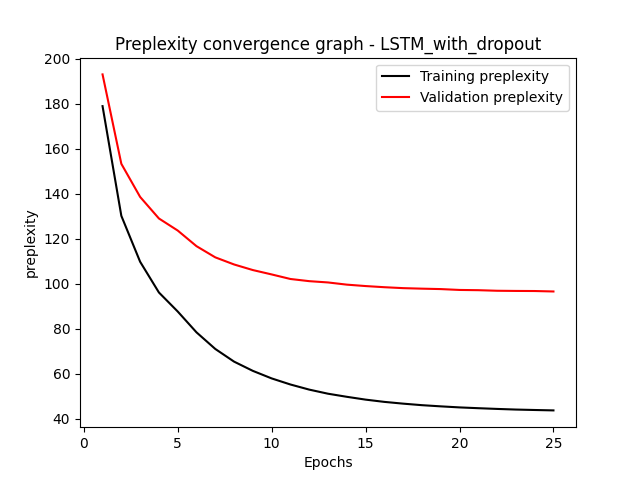 Preplexity convergence graph - LSTM_with_dropout
Training preplexity
Validation preplexity
preplexity
200
180
160
140
120
100
80
60
40
0 5 10 15 20 25
Epochs